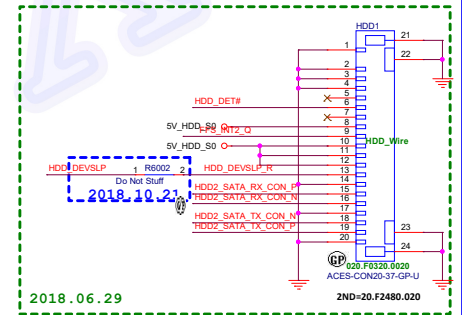 HDD1
21
1
22
2
3
4
5
HDD_DET#
6
7
5V_HDD_S0
8
FFS_INT2_Q
9
5V_HDD_S0
10
HDD_Wire
11
12
HDD_DEVSLP
1 R6002 2
HDD_DEVSLP_R
13
Do Not Stuff
14
2018.10.21
HDD2_SATA_RX_CON_P
15
HDD2_SATA_RX_CON_N
16
17
HDD2_SATA_TX_CON_N
18
HDD2_SATA_TX_CON_P
19
23
20
24
GP
020.F0320.0020
ACES-CON20-37-GP-U
2018.06.29
2ND=20.F2480.020